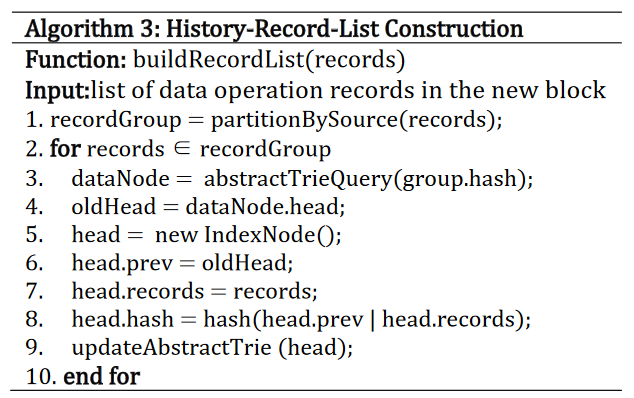 Algorithm 3: History-Record-List Construction
Function: buildRecordList(records)
Input:list of data operation records in the new block
1. recordGroup = partitionBySource(records);
2. for records ∈ recordGroup
3. dataNode = abstractTrieQuery(group.hash);
4. oldHead = dataNode.head;
5. head = new IndexNode();
6. head.prev = oldHead;
7. head.records = records;
8. head.hash = hash(head.prev | head.records);
9. updateAbstractTrie (head);
10. end for